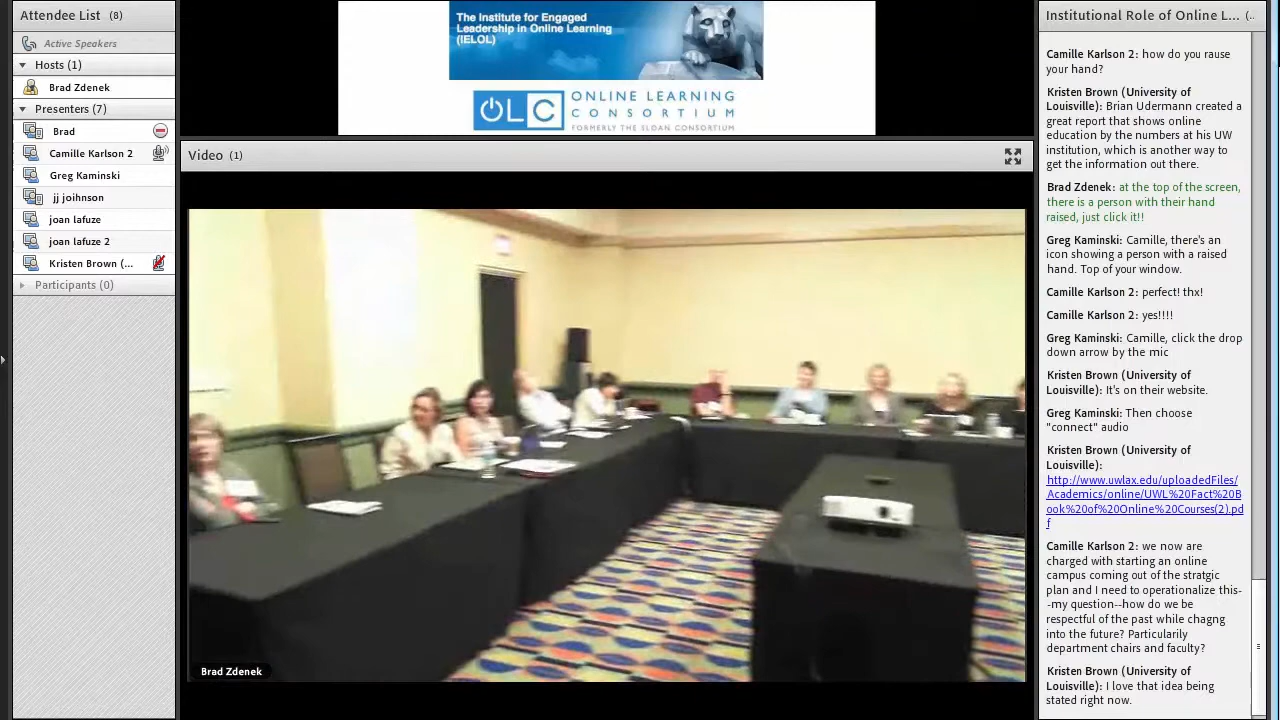 Attendee List (8)
Active Speakers
Hosts (1)
Brad Zdenek
Presenters (7)
Brad
Camille Karlson 2
Greg Kaminski
jj joihnson
joan lafuze
joan lafuze 2
Kristen Brown (...
Participants (0)
The Institute for Engaged
Leadership in Online Learning
(IELOL)
OLC
ONLINE LEARNING
CONSORTIUM
FORMERLY THE SLOAN CONSORTIUM
Video (1)
Brad Zdenek
Institutional Role of Online L... (..
Camille Karlson 2: how do you rause
your hand?
Kristen Brown (University of
Louisville): Brian Udermann created a
great report that shows online
education by the numbers at his UW
institution, which is another way to
get the information out there.
Brad Zdenek: at the top of the screen,
there is a person with their hand
raised, just click it!!
Greg Kaminski: Camille, there's an
icon showing a person with a raised
hand. Top of your window.
Camille Karlson 2: perfect! thx!
Camille Karlson 2: yes!!!!
Greg Kaminski: Camille, click the drop
down arrow by the mic
Kristen Brown (University of
Louisville): It's on their website.
Greg Kaminski: Then choose
"connect" audio
Kristen Brown (University of
Louisville):
http://www.uwlax.edu/uploadedFiles/
Academics/online/UWL%20Fact%20B
ook%20of%20Online%20Courses(2).pd
f
Camille Karlson 2: we now are
charged with starting an online
campus coming out of the stratgic
plan and I need to operationalize this-
-my question--how do we be
respectful of the past while chagng
into the future? Particularly
department chairs and faculty?
Kristen Brown (University of
Louisville): I love that idea being
stated right now.